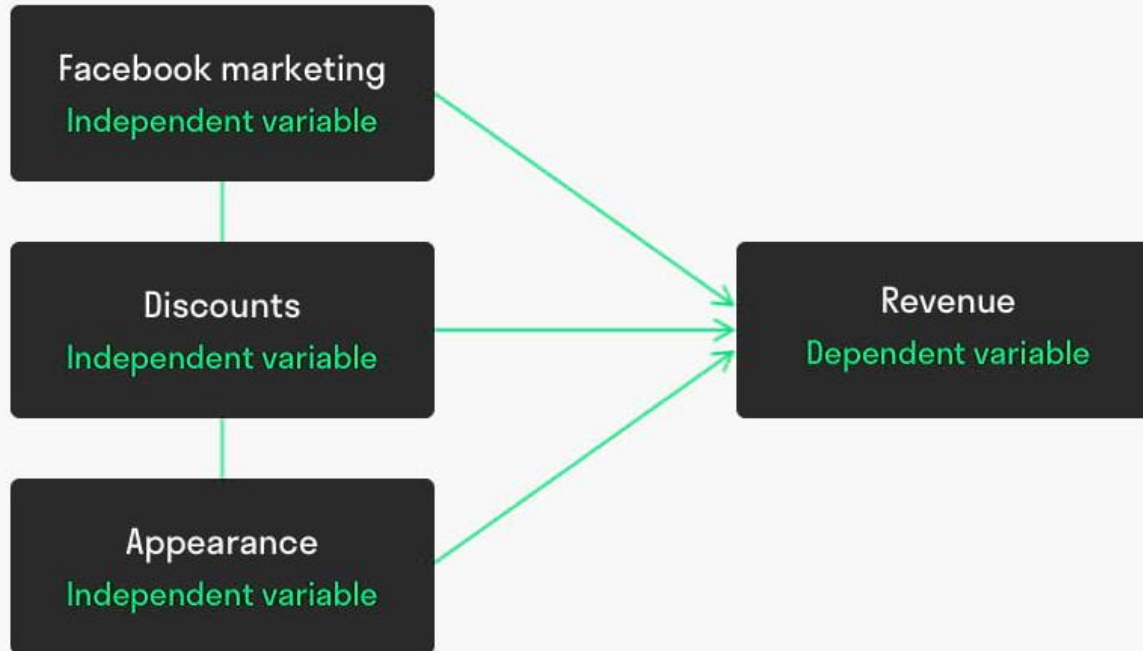 Facebook marketing
Independent variable
Discounts
Independent variable
Appearance
Independent variable
Revenue
Dependent variable